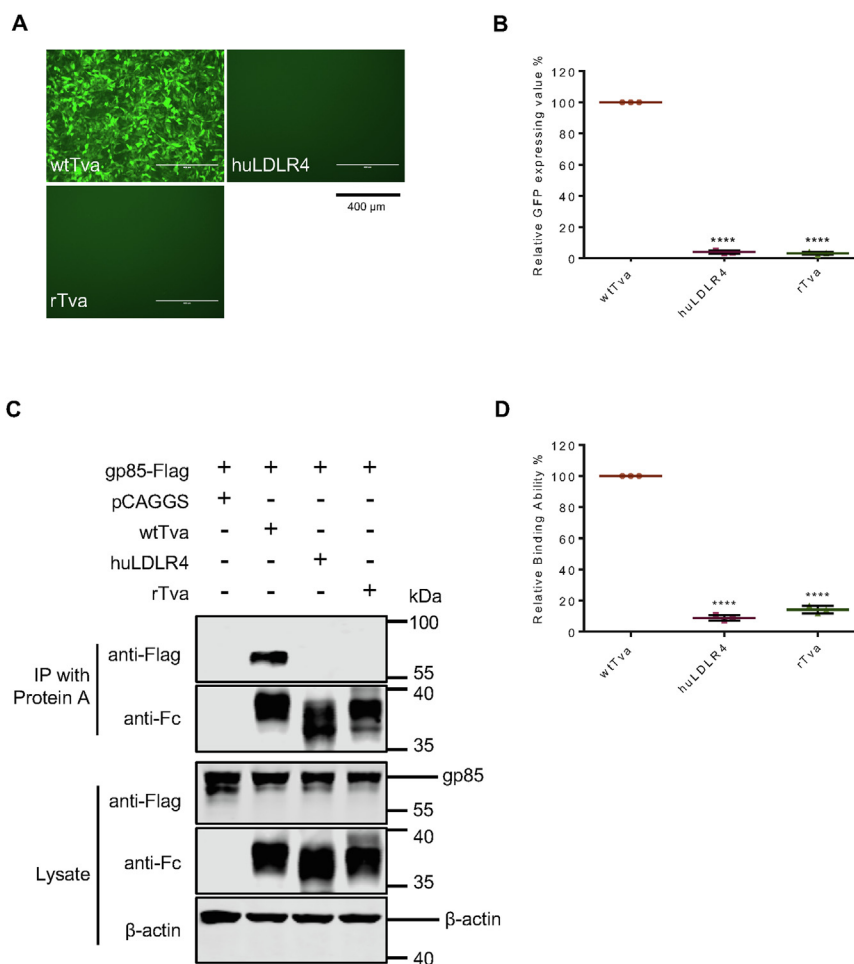 A
wtTva
huLDLR4
rTva
400 µm
B
Relative GFP expressing value %
120
100
80
60
40
20
0
****
****
wtTva
huLDLR4
rTva
C
gp85-Flag + + + +
pCAGGS + - - -
wtTva - + - -
huLDLR4 - - + -
rTva - - - +
kDa
IP with
Protein A
anti-Flag
100
55
anti-Fc
40
35
Lysate
anti-Flag
gp85
55
anti-Fc
40
35
β-actin
β-actin
40
D
Relative Binding Ability %
120
100
80
60
40
20
0
****
****
wtTva
huLDLR4
rTva